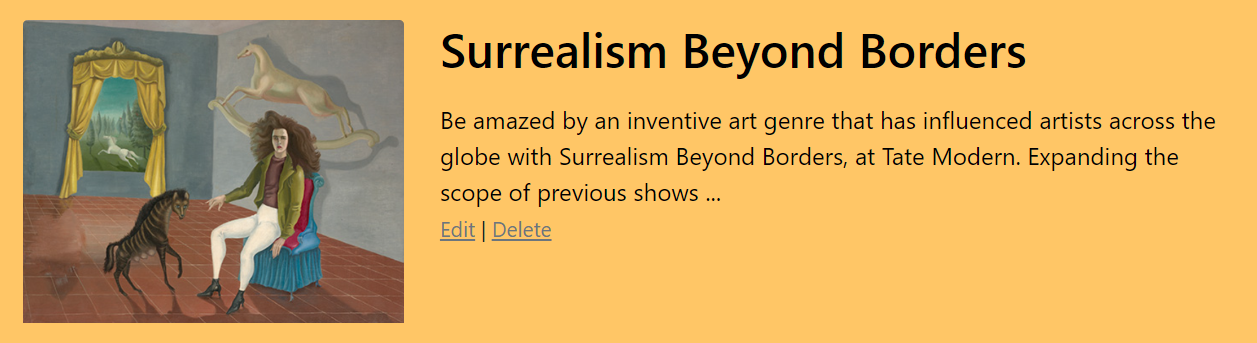 Surrealism Beyond Borders
Be amazed by an inventive art genre that has influenced artists across the
globe with Surrealism Beyond Borders, at Tate Modern. Expanding the
scope of previous shows ...
Edit | Delete